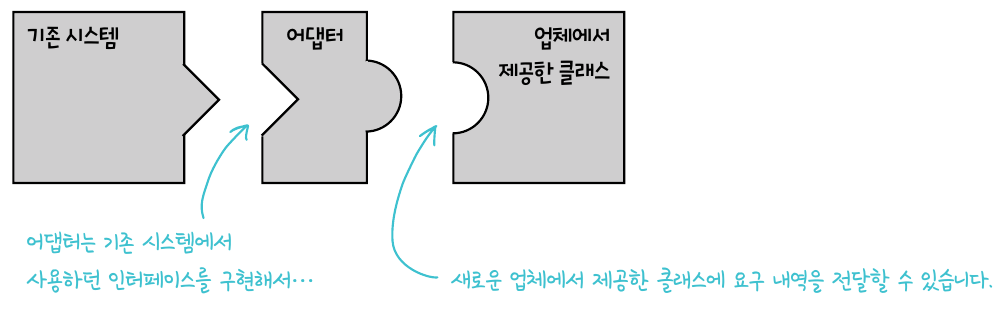 기존 시스템
어댑터
업체에서
제공한 클래스
어댑터는 기존 시스템에서
사용하던 인터페이스를 구현해서...
새로운 업체에서 제공한 클래스에 요구 내역을 전달할 수 있습니다.